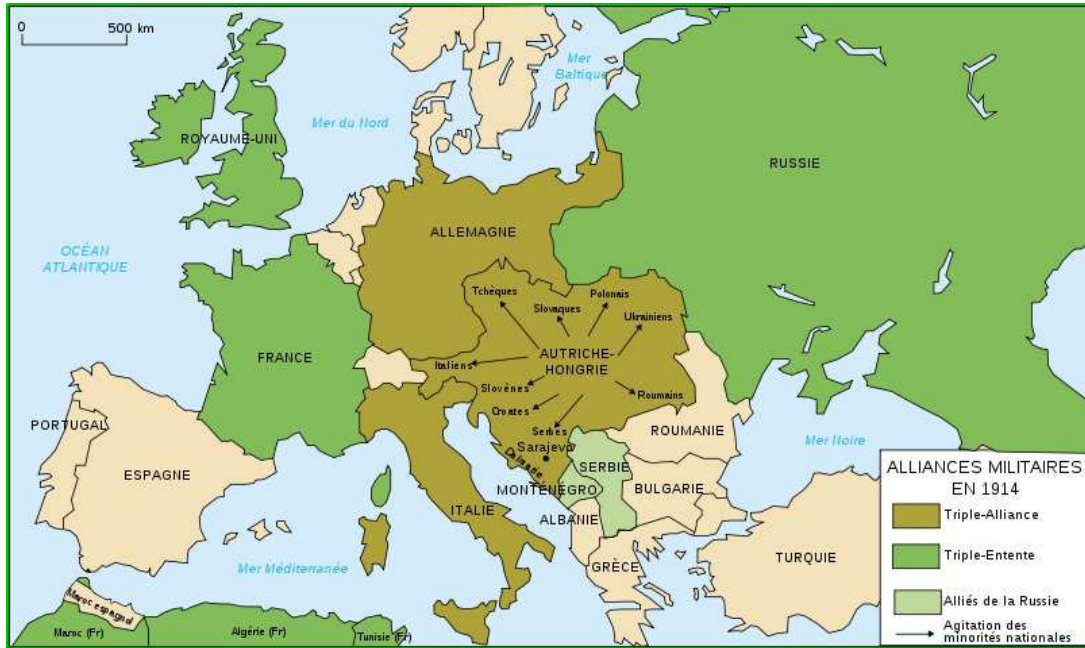 0 500 km
Mer
Baltique
Mer du Nord
ROYAUME-UNI
RUSSIE
ALLEMAGNE
OCÉAN
ATLANTIQUE
Tchèques
Polonais
Slovaques
Ukrainiens
FRANCE
AUTRICHE-
HONGRIE
Italiens
Slovènes
Roumains
Croates
PORTUGAL
Serbes
ROUMANIE
Mer Noire
Sarajevo
Dalmatie
SERBIE
ESPAGNE
MONTÉNÉGRO
BULGARIE
ITALIE
ALBANIE
TURQUIE
GRÈCE
Mer Méditerranée
Maroc espagnol
Maroc (Fr)
Algérie (Fr)
Tunisie (Fr)
ALLIANCES MILITAIRES
EN 1914
Triple-Alliance
Triple-Entente
Alliés de la Russie
Agitation des
minorités nationales